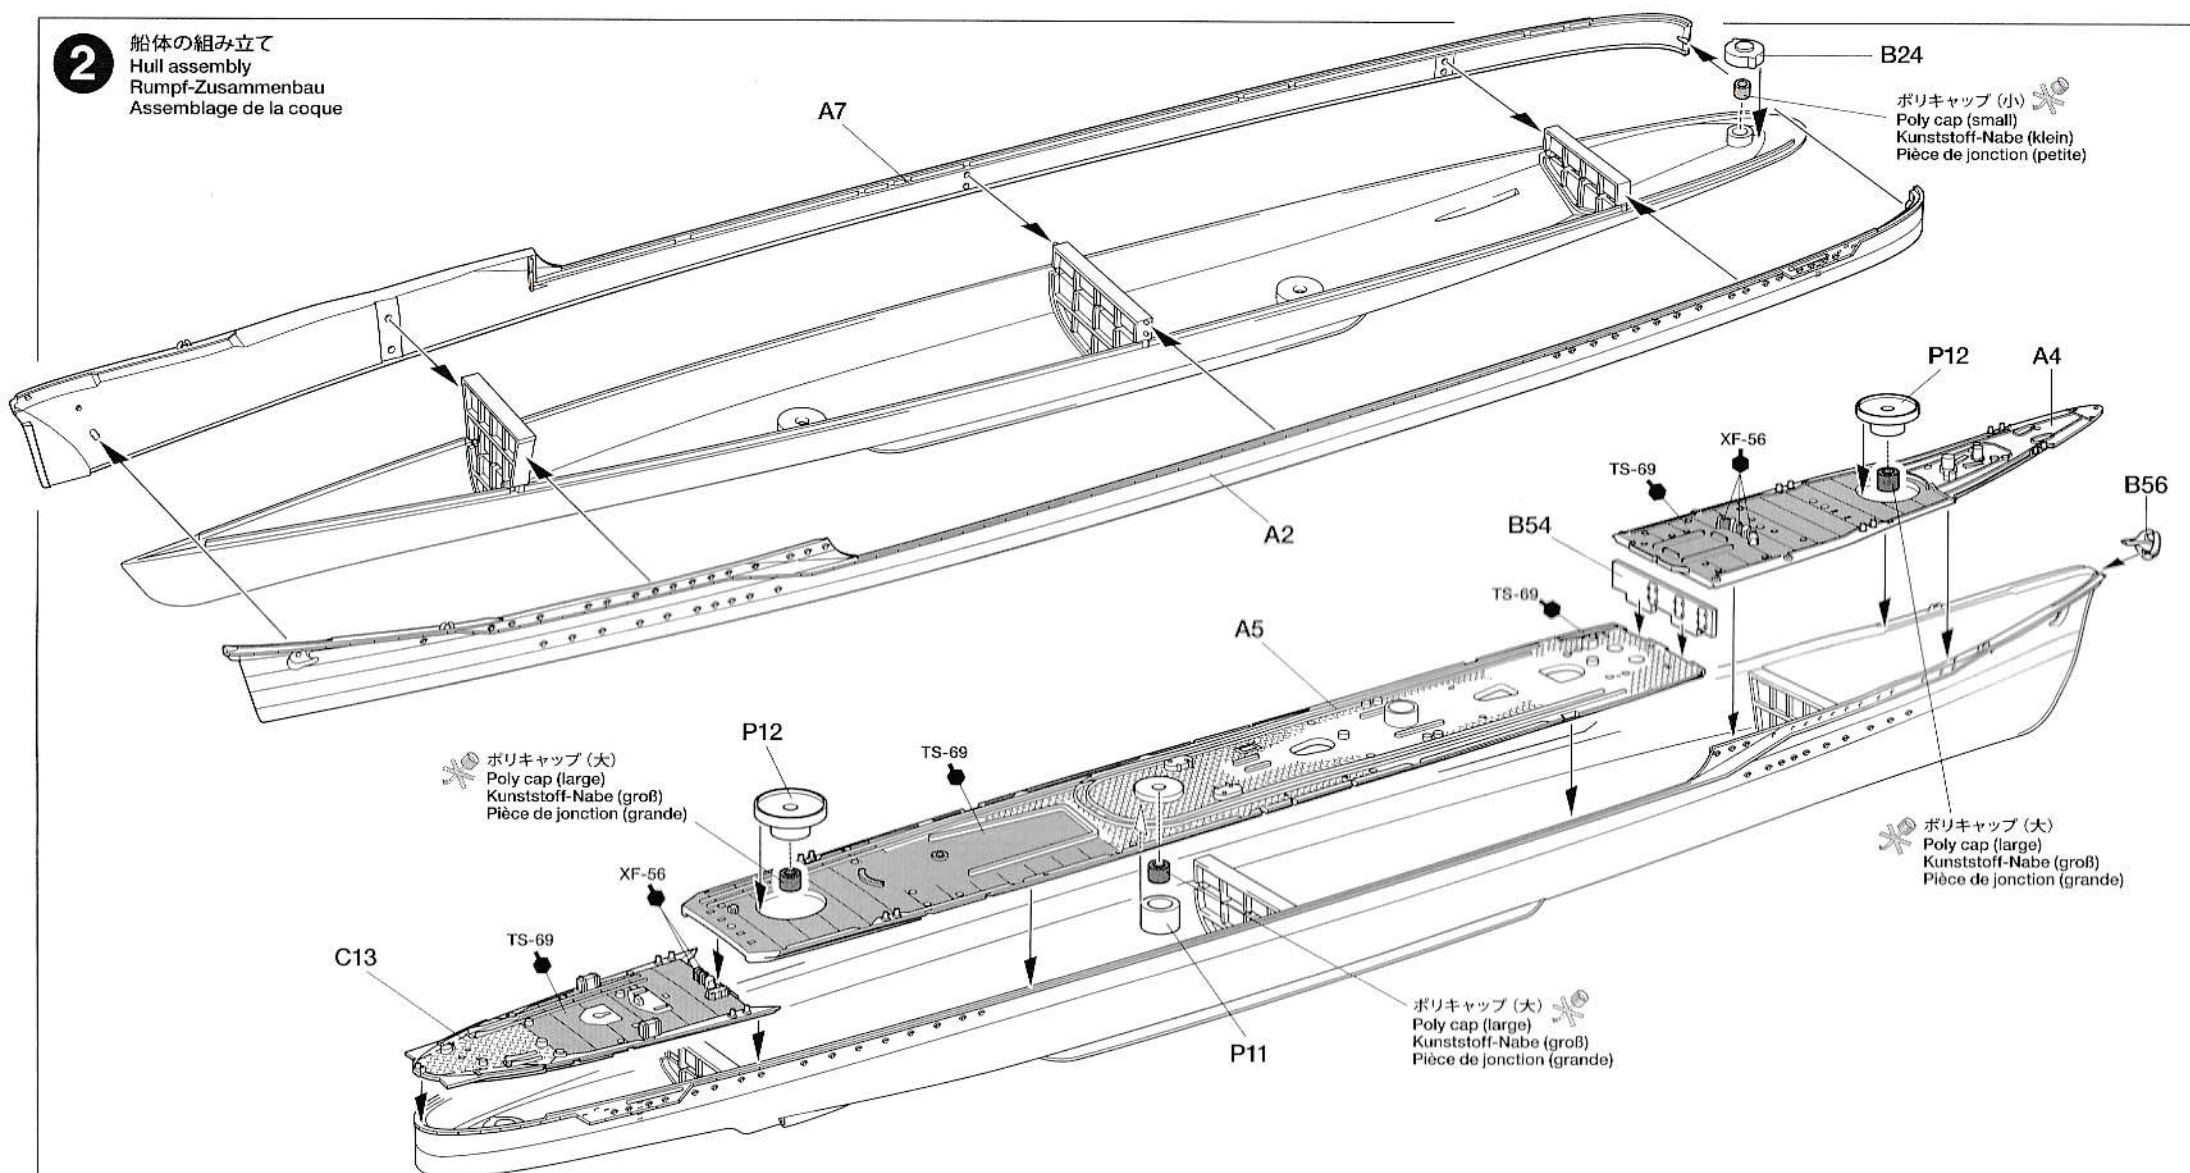 2
船体の組み立て
Hull assembly
Rumpf-Zusammenbau
Assemblage de la coque
A7
B24
ポリキャップ（小）
Poly cap (small)
Kunststoff-Nabe (klein)
Pièce de jonction (petite)
A2
P12
A4
XF-56
TS-69
B56
B54
TS-69
A5
P12
ポリキャップ（大）
Poly cap (large)
Kunststoff-Nabe (groß)
Pièce de jonction (grande)
TS-69
XF-56
TS-69
C13
ポリキャップ（大）
Poly cap (large)
Kunststoff-Nabe (groß)
Pièce de jonction (grande)
P11
ポリキャップ（大）
Poly cap (large)
Kunststoff-Nabe (groß)
Pièce de jonction (grande)